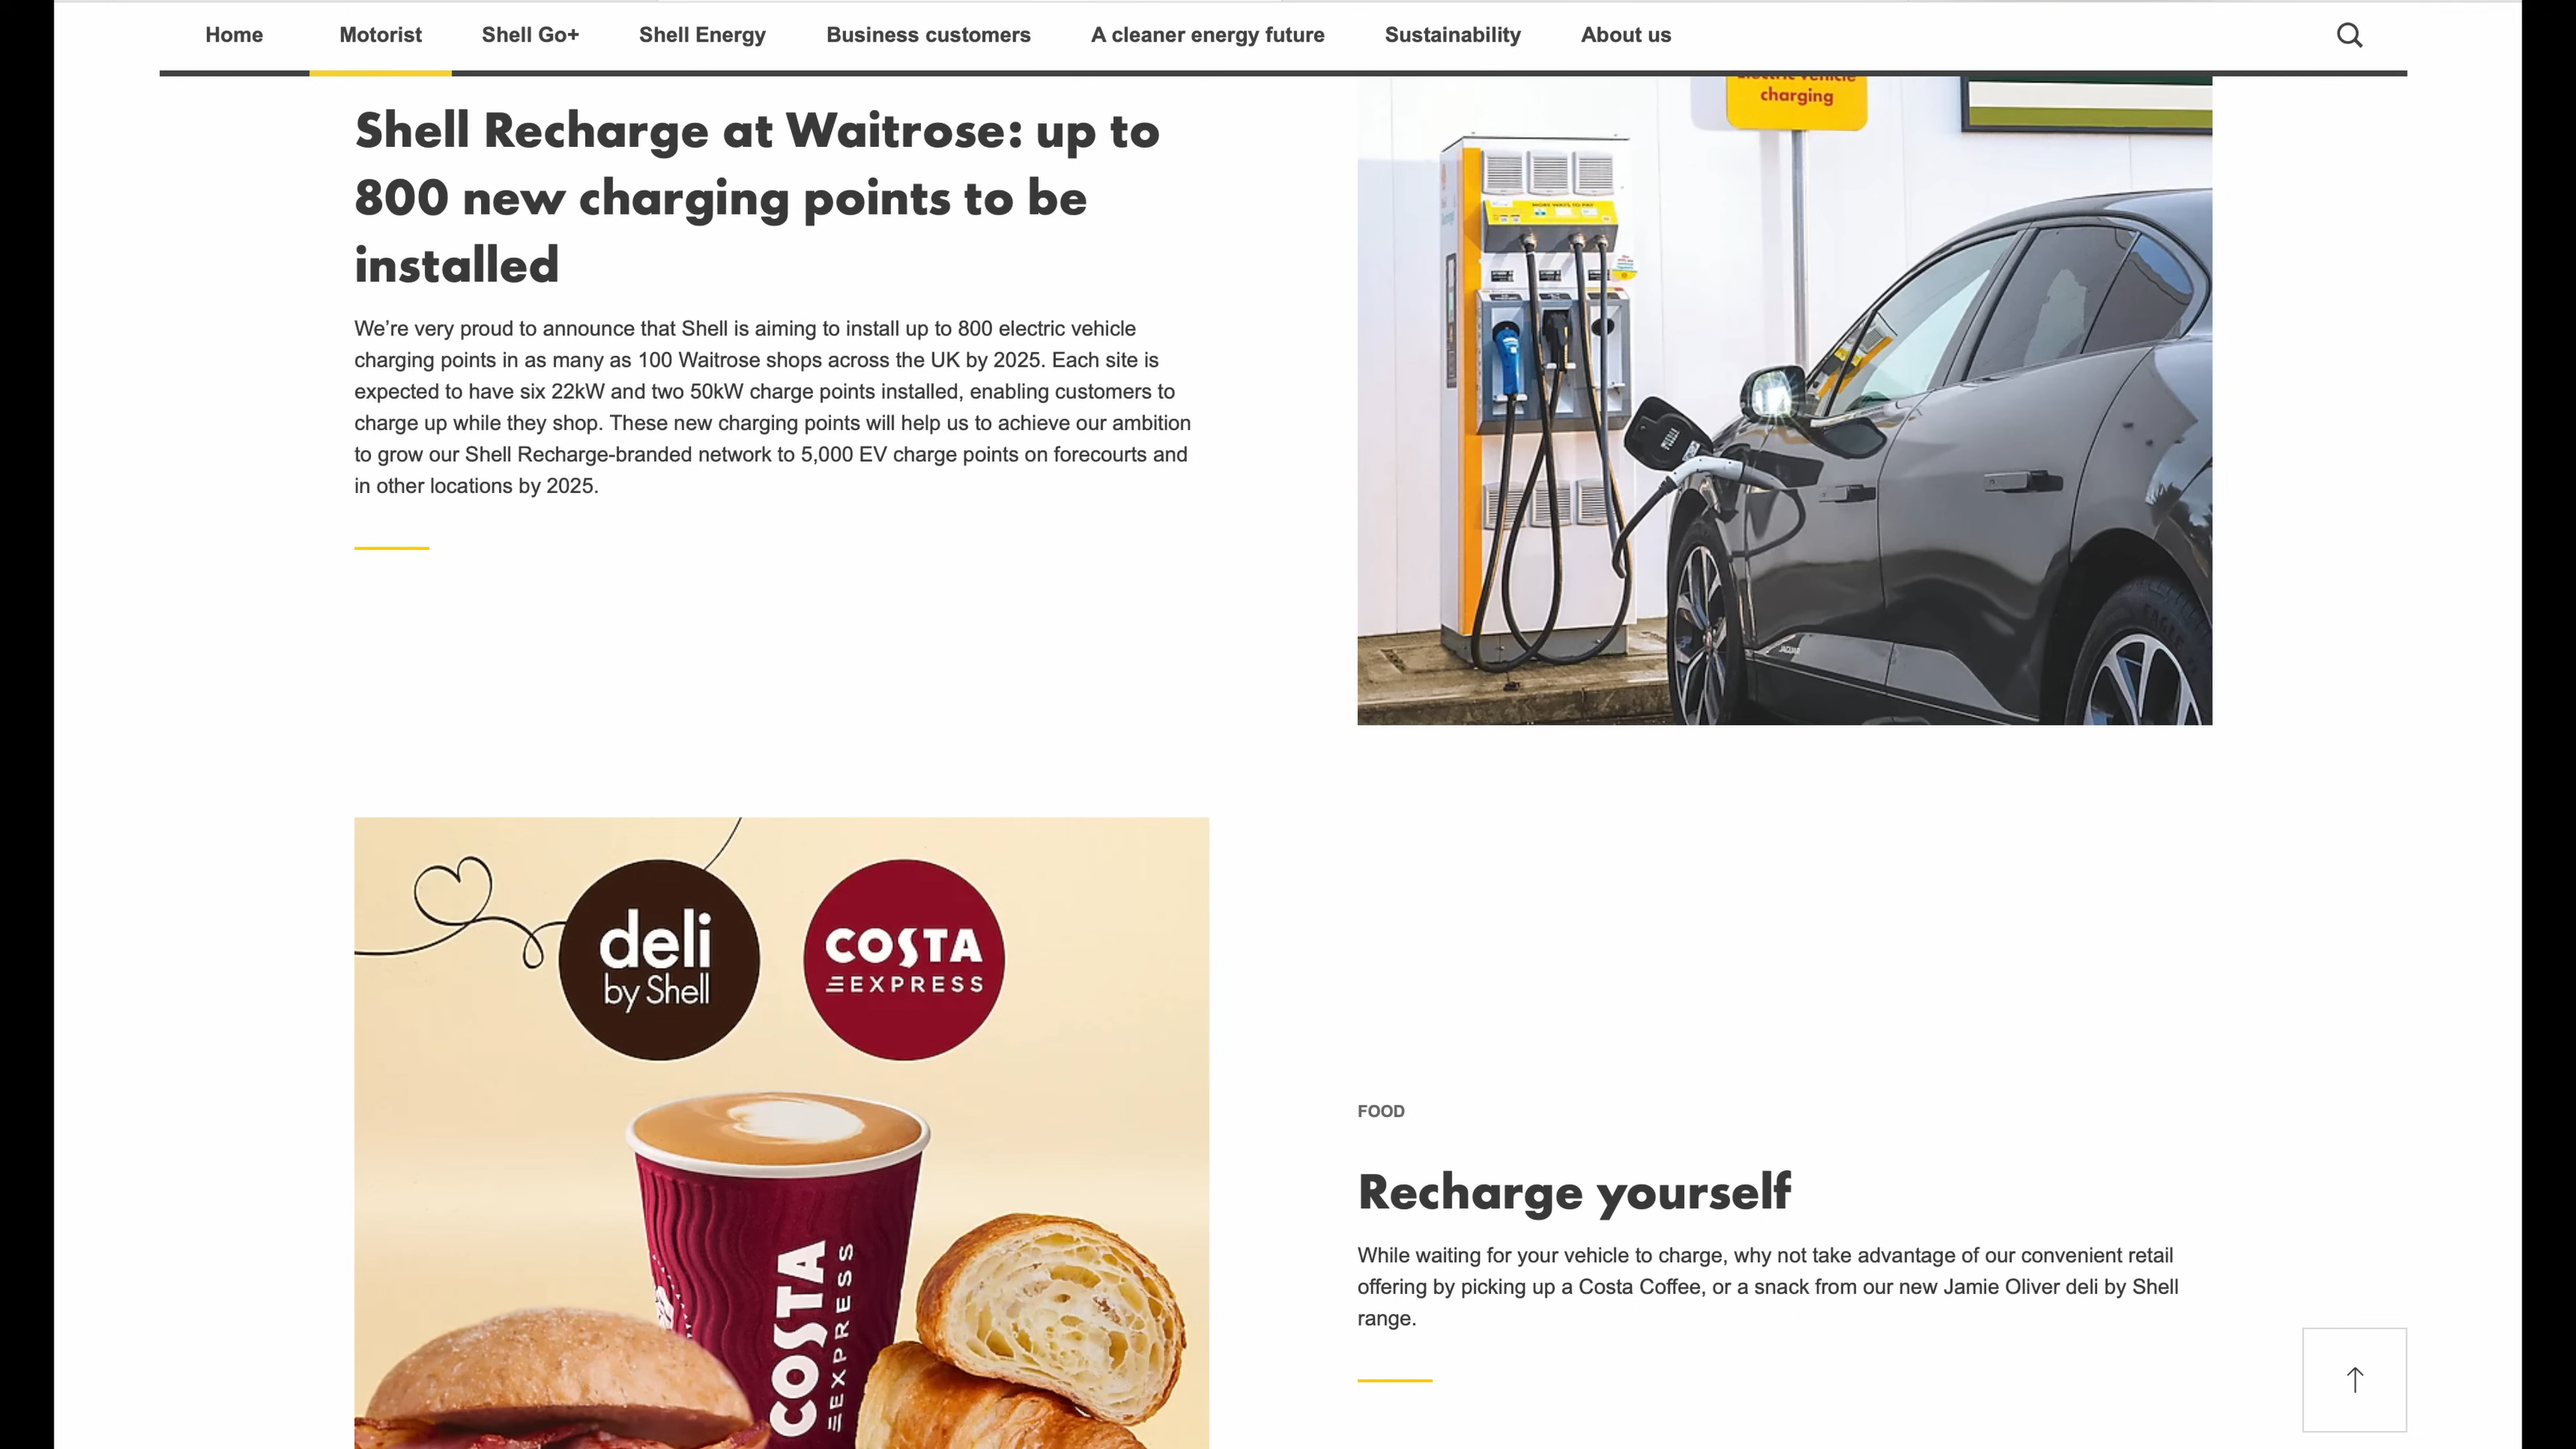 Home Motorist Shell Go+ Shell Energy Business customers A cleaner energy future Sustainability About us
Shell Recharge at Waitrose: up to
800 new charging points to be
installed
We’re very proud to announce that Shell is aiming to install up to 800 electric vehicle
charging points in as many as 100 Waitrose shops across the UK by 2025. Each site is
expected to have six 22kW and two 50kW charge points installed, enabling customers to
charge up while they shop. These new charging points will help us to achieve our ambition
to grow our Shell Recharge-branded network to 5,000 EV charge points on forecourts and
in other locations by 2025.
charging
MORE WAYS TO PAY
JAGUAR
deli
by Shell
COSTA
EXPRESS
COSTA
EXPRESS
FOOD
Recharge yourself
While waiting for your vehicle to charge, why not take advantage of our convenient retail
offering by picking up a Costa Coffee, or a snack from our new Jamie Oliver deli by Shell
range.